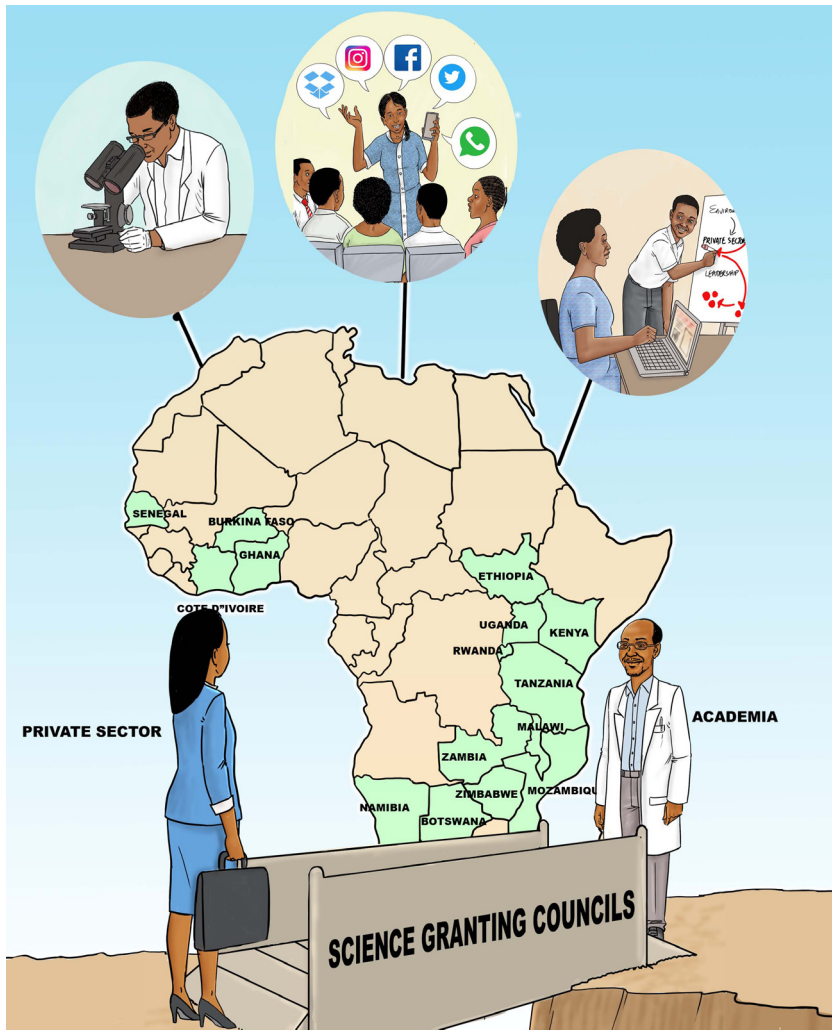 ENVIRON
PRIVATE SECTOR
LEADERSHIP
SENEGAL
BURKINA FASO
GHANA
COTE D"IVOIRE
ETHIOPIA
UGANDA
KENYA
RWANDA
TANZANIA
MALAWI
ZAMBIA
ZIMBABWE
MOZAMBIQU
NAMIBIA
BOTSWANA
PRIVATE SECTOR
ACADEMIA
SCIENCE GRANTING COUNCILS